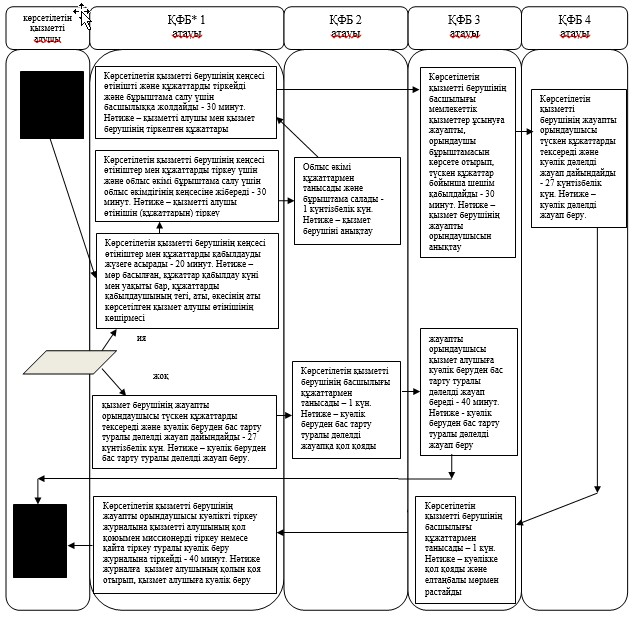 көрсетілетін
қызметті
алушы
ҚФБ* 1
атауы
ҚФБ 2
атауы
ҚФБ 3
атауы
ҚФБ 4
атауы
Көрсетілетін қызметті берушінің кеңсесі
өтінішті және құжаттарды тіркейді
және бұрыштама салу үшін
басшылыққа жолдайды - 30 минут.
Нәтиже – қызметті алушы мен қызмет
берушінің тіркелген құжаттары
Көрсетілетін қызметті берушінің кеңсесі
өтініштер мен құжаттарды тіркеу үшін
және облыс әкімі бұрыштама салу үшін
облыс әкімдігінің кеңсесіне жібереді - 30
минут. Нәтиже – қызметті алушы
өтінішін (құжаттарын) тіркеу
Көрсетілетін қызметті берушінің кеңсесі
өтініштер мен құжаттарды қабылдауды
жүзеге асырады - 20 минут. Нәтиже –
мөр басылған, құжаттар қабылдау күні
мен уақыты бар, құжаттарды
қабылдаушының тегі, аты, әкесінің аты
көрсетілген қызмет алушы өтінішінің
көшірмесі
Облыс әкімі
құжаттармен
танысады және
бұрыштама салады -
1 күнтізбелік күн.
Нәтиже – қызмет
берушіні анықтау
Көрсетілетін
қызметті берушінің
басшылығы
мемлекеттік
қызметтер ұсынуға
жауапты,
орындаушы
бұрыштамасын
көрсете отырып,
түскен құжаттар
бойынша шешім
қабылдайды - 30
минут. Нәтиже –
қызмет берушінің
жауапты
орындаушысын
анықтау
Көрсетілетін
қызметті
берушінің жауапты
орындаушысы
түскен құжаттарды
тексереді және
куәлік дәлелді
жауап дайындайды
- 27 күнтізбелік
күн. Нәтиже –
куәлік дәлелді
жауап беру.
ия
жоқ
қызмет берушінің жауапты
орындаушысы түскен құжаттарды
тексереді және куәлік беруден бас тарту
туралы дәлелді жауап дайындайды - 27
күнтізбелік күн. Нәтиже – куәлік беруден
бас тарту туралы дәлелді жауап беру.
Көрсетілетін қызметті
берушінің басшылығы
құжаттармен
танысады – 1 күн.
Нәтиже – куәлік
беруден бас тарту
туралы дәлелді
жауапқа қол қояды
жауапты
орындаушысы
қызмет алушыға
куәлік беруден бас
тарту туралы
дәлелді жауап
береді - 40 минут.
Нәтиже - куәлік
беруден бас тарту
туралы дәлелді
жауап беру
Көрсетілетін қызметті берушінің
жауапты орындаушысы куәлікті тіркеу
журналына қызметті алушының қол
қоюымен миссионерді тіркеу немесе
қайта тіркеу туралы куәлік беру
журналына тіркейді - 40 минут. Нәтиже
журналға қызмет алушының қолын қоя
отырып, қызмет алушыға куәлік беру
Көрсетілетін
қызметті берушінің
басшылығы
құжаттармен
танысады – 1 күн.
Нәтиже – куәлікке
қол қояды және
елтаңбалы мөрмен
растайды